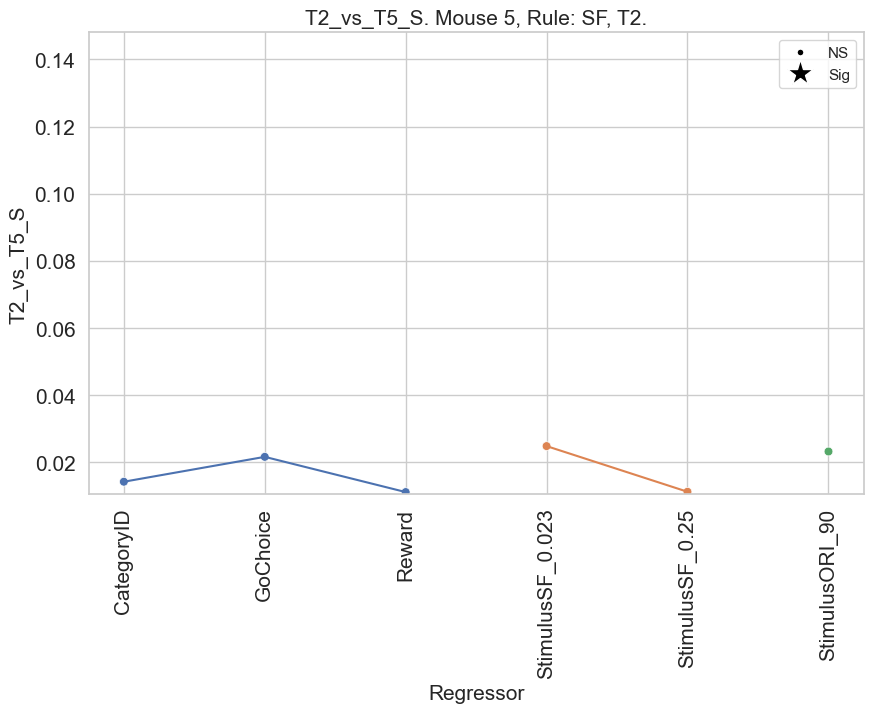 T2_vs_T5_S. Mouse 5, Rule: SF, T2.
NS
Sig
T2_vs_T5_S
0.14
0.12
0.10
0.08
0.06
0.04
0.02
CategoryID
GoChoice
Reward
StimulusSF_0.023
StimulusSF_0.25
StimulusORI_90
Regressor